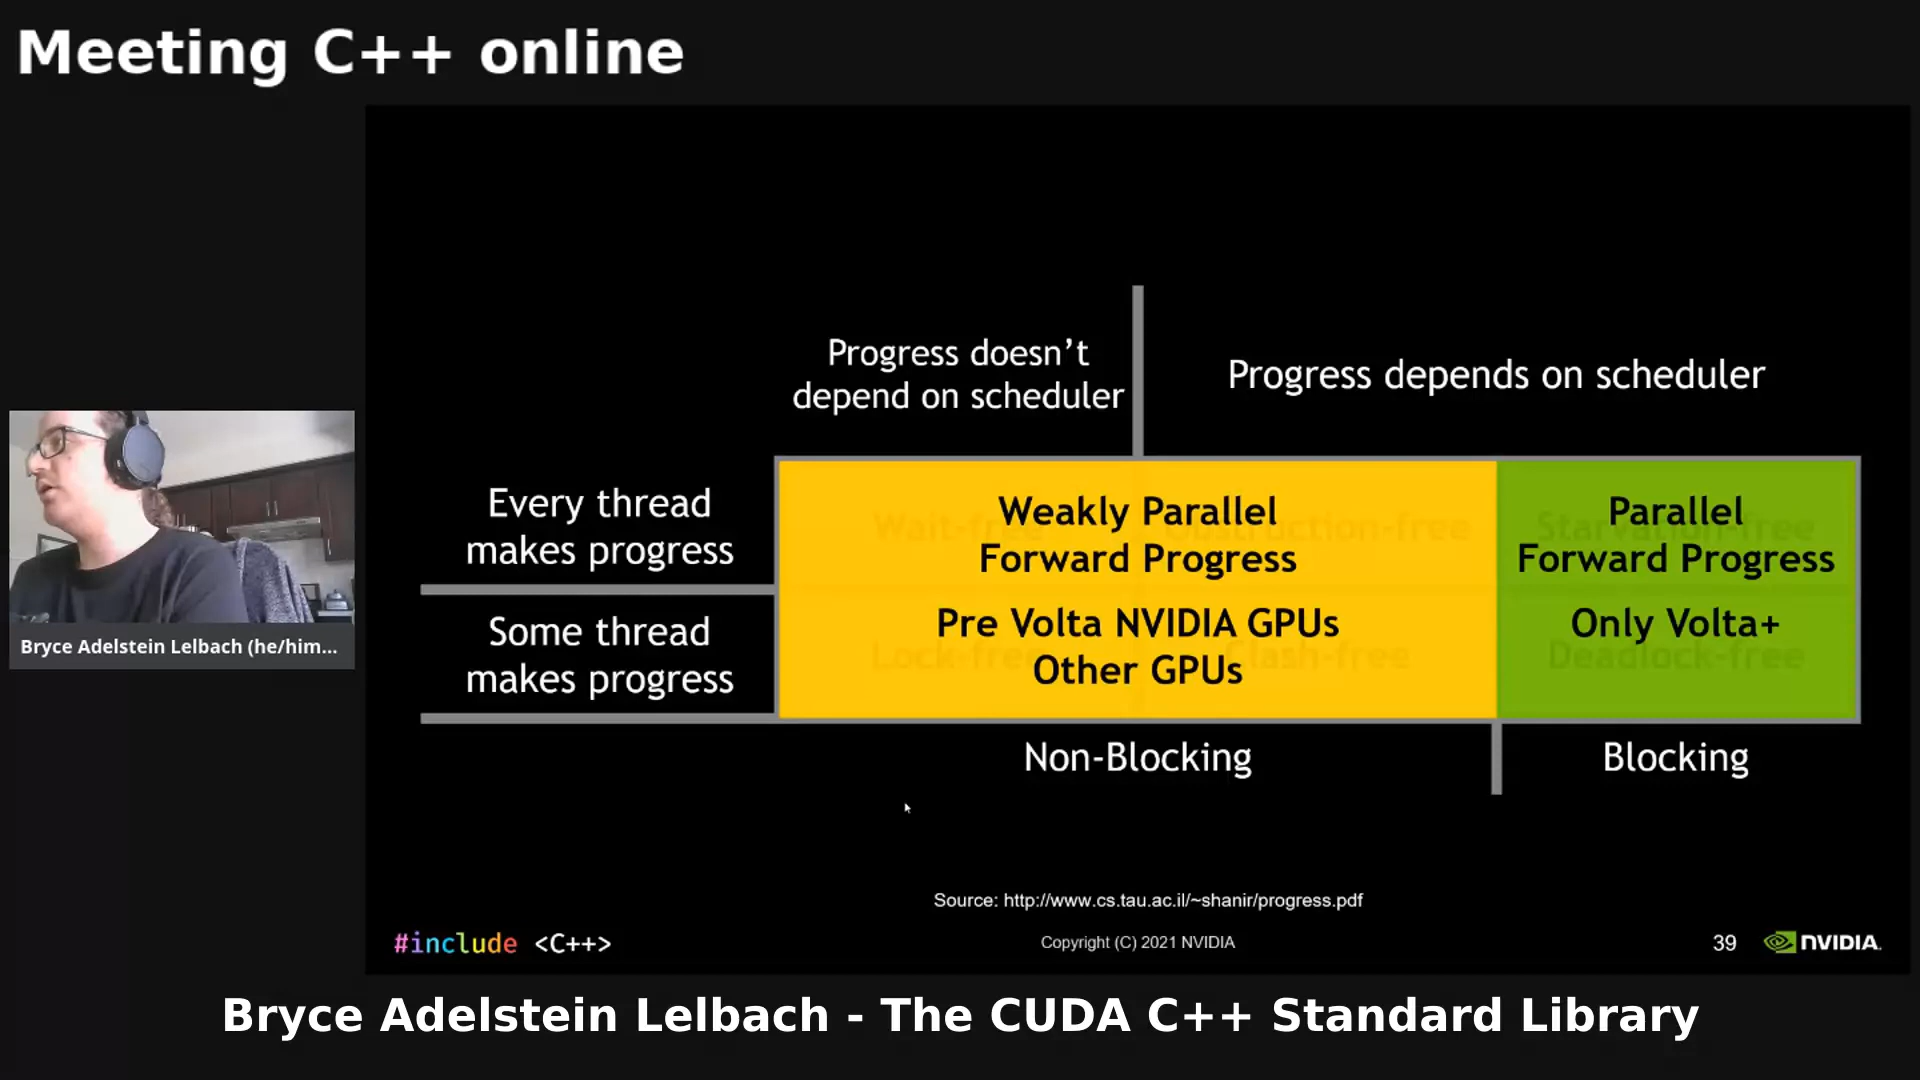 Meeting C++ online
Progress doesn’t
depend on scheduler
Progress depends on scheduler
Every thread
makes progress
Wait-free
Obstruction-free
Starvation-free
Weakly Parallel
Forward Progress
Parallel
Forward Progress
Some thread
makes progress
Lock-free
Clash-free
Deadlock-free
Pre Volta NVIDIA GPUs
Other GPUs
Only Volta+
Non-Blocking
Blocking
Bryce Adelstein Lelbach (he/him...
Source: http://www.cs.tau.ac.il/~shanir/progress.pdf
#include <C++>
Copyright (C) 2021 NVIDIA
39
NVIDIA.
Bryce Adelstein Lelbach - The CUDA C++ Standard Library